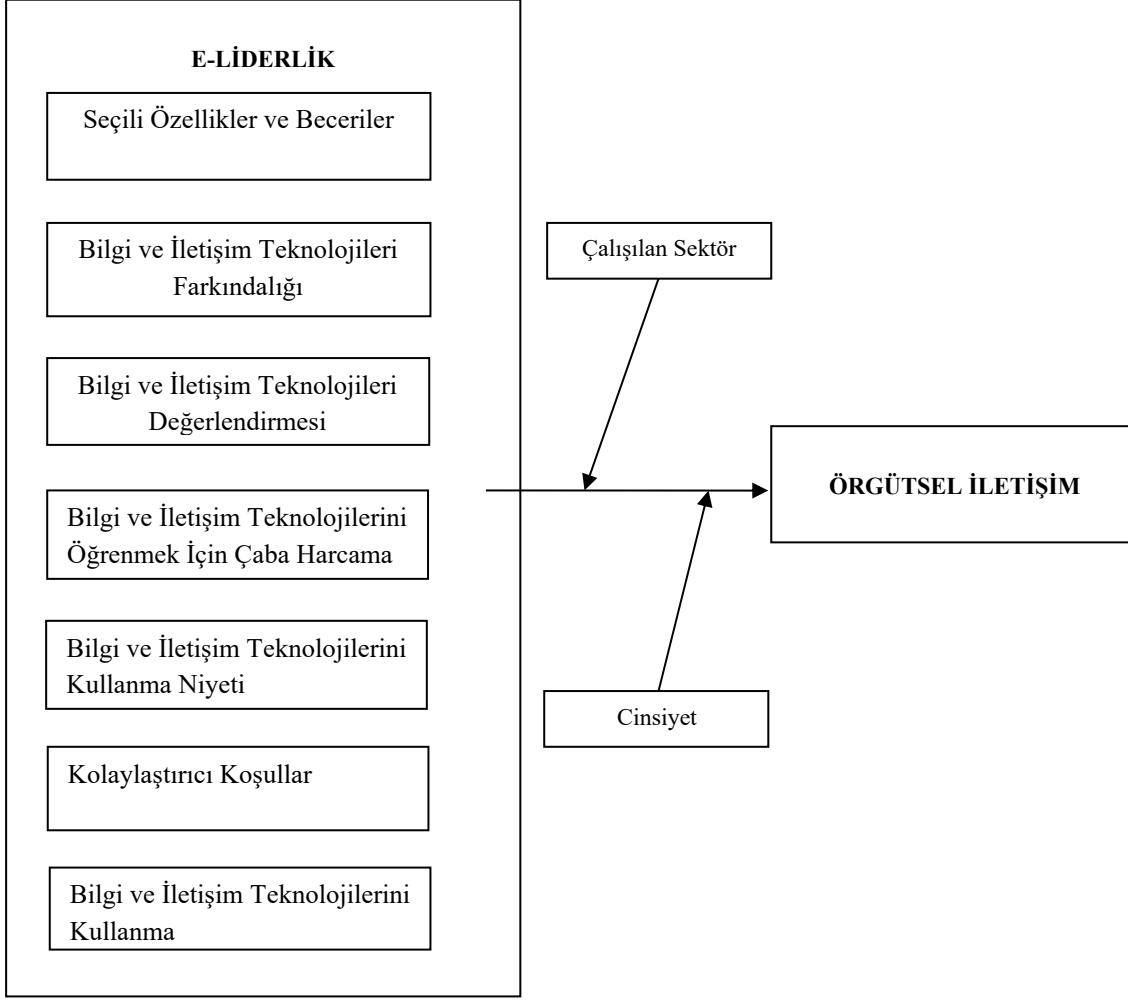 E-LİDERLİK
Seçili Özellikler ve Beceriler
Bilgi ve İletişim Teknolojileri
Farkındalığı
Bilgi ve İletişim Teknolojileri
Değerlendirmesi
Bilgi ve İletişim Teknolojilerini
Öğrenmek İçin Çaba Harcama
Bilgi ve İletişim Teknolojilerini
Kullanma Niyeti
Kolaylaştırıcı Koşullar
Bilgi ve İletişim Teknolojilerini
Kullanma
Çalışılan Sektör
Cinsiyet
ÖRGÜTSEL İLETİŞİM